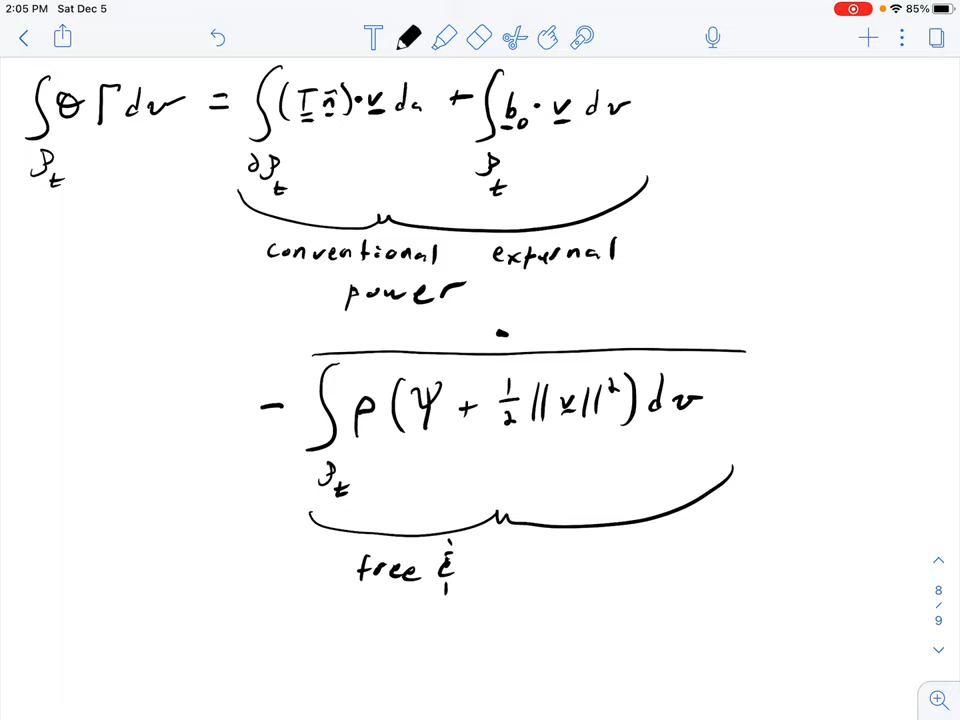 2:05 PM Sat Dec 5 85%
∫_{𝒫_t} θ Γ dv = ∫_{∂𝒫_t} (T n̄)·v da + ∫_{𝒫_t} b_0 · v dv
conventional external
power
− ∫_{𝒫_t} ρ(Ψ + 1/2 ||v||²) dv
free &
8
/
9